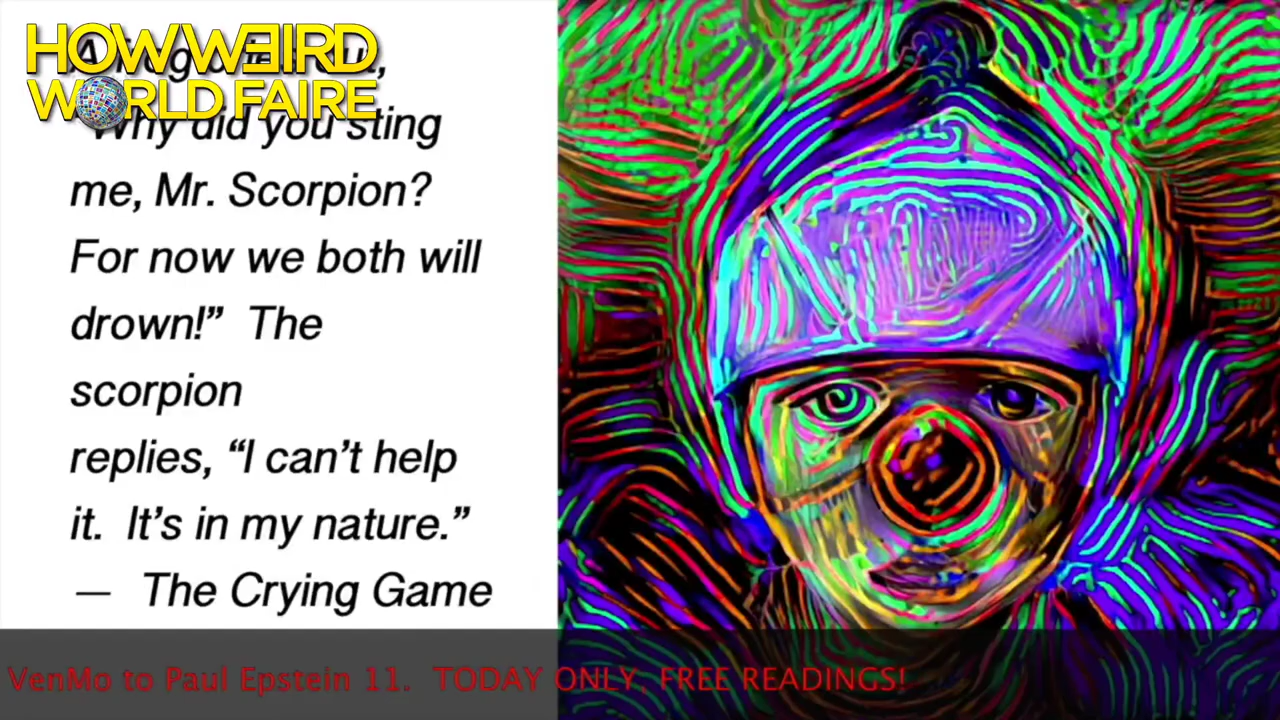 HOWWEIRD
WORLD FAIRE
"Why did you sting
me, Mr. Scorpion?
For now we both will
drown!” The
scorpion
replies, “I can’t help
it. It’s in my nature.”
— The Crying Game
VenMo to Paul Epstein 11. TODAY ONLY, FREE READINGS!